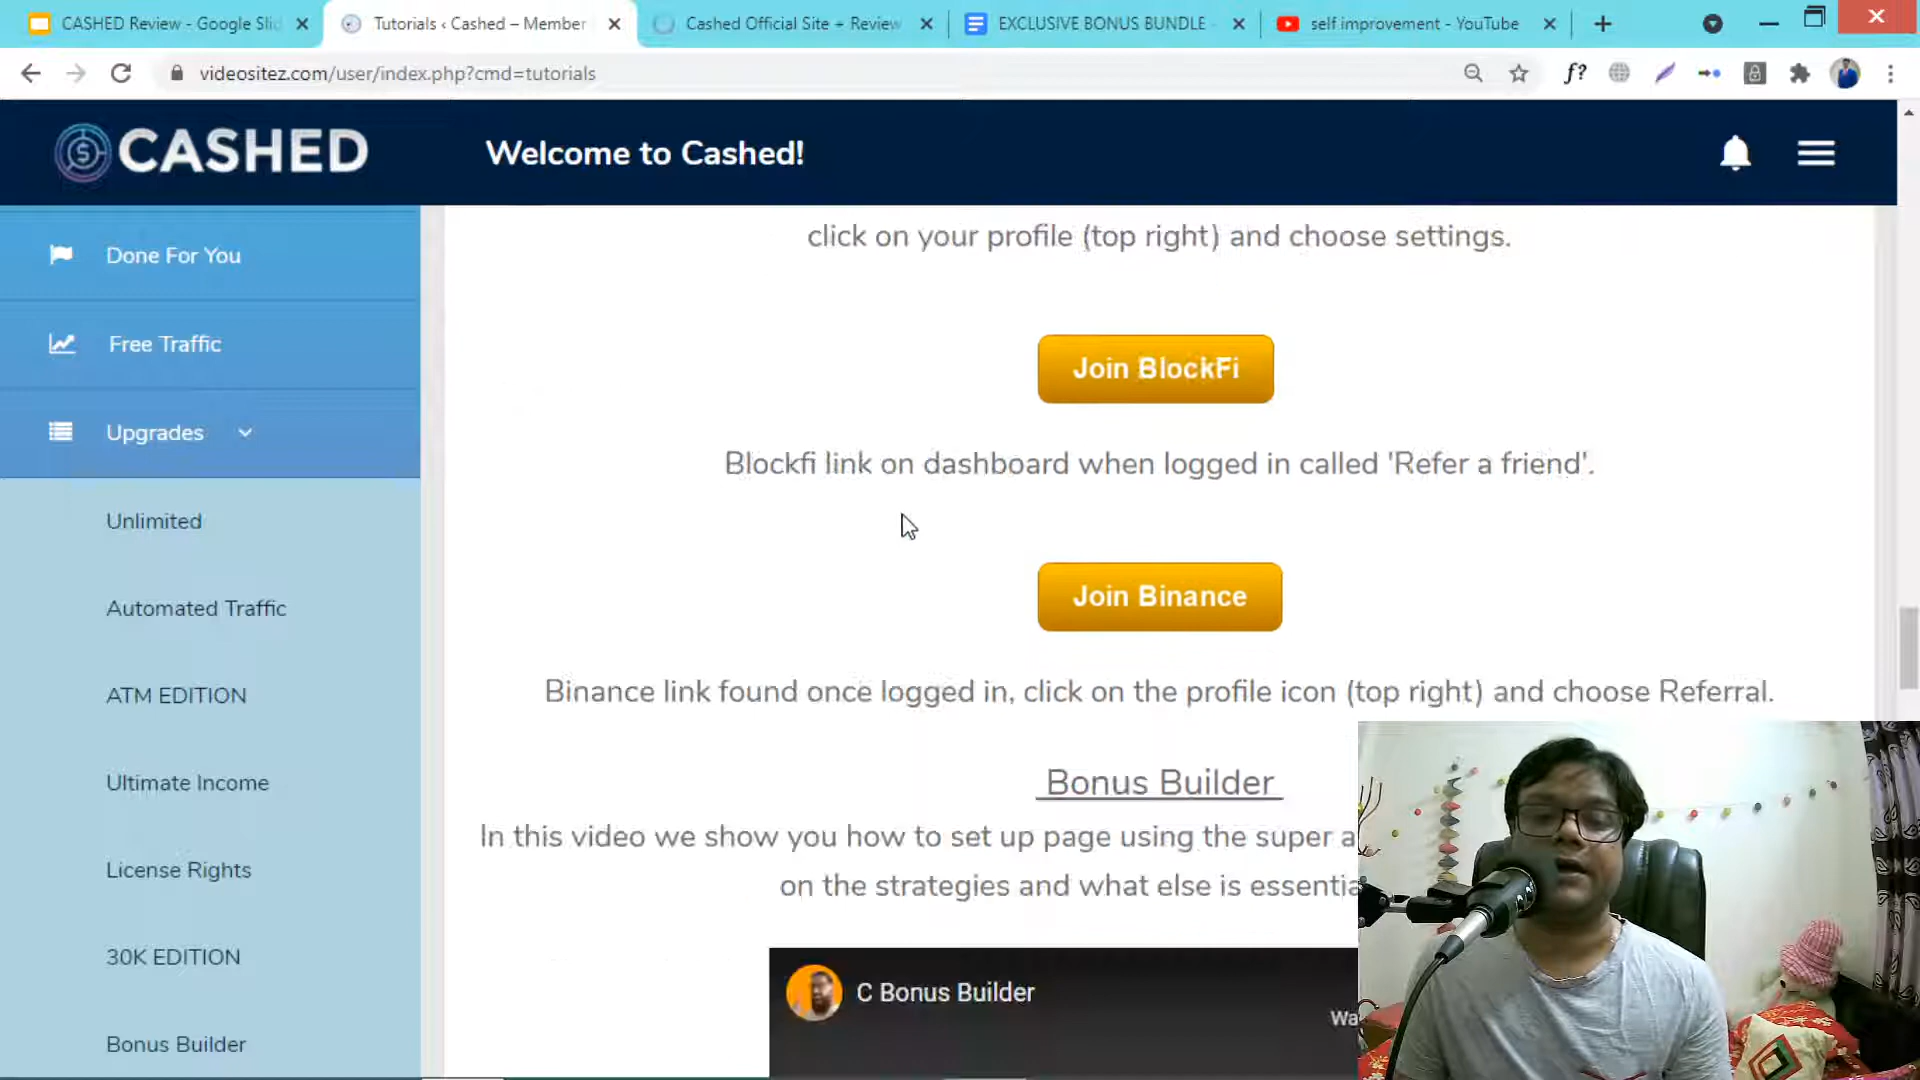 CASHED Review - Google Slid
Tutorials ‹ Cashed – Member
Cashed Official Site + Review
EXCLUSIVE BONUS BUNDLE -
self improvement - YouTube
videositez.com/user/index.php?cmd=tutorials
f?
CASHED
Welcome to Cashed!
Done For You
Free Traffic
Upgrades
Unlimited
Automated Traffic
ATM EDITION
Ultimate Income
License Rights
30K EDITION
Bonus Builder
click on your profile (top right) and choose settings.
Join BlockFi
Blockfi link on dashboard when logged in called 'Refer a friend'.
Join Binance
Binance link found once logged in, click on the profile icon (top right) and choose Referral.
Bonus Builder
In this video we show you how to set up page using the super a
on the strategies and what else is essentia
C Bonus Builder
Wa